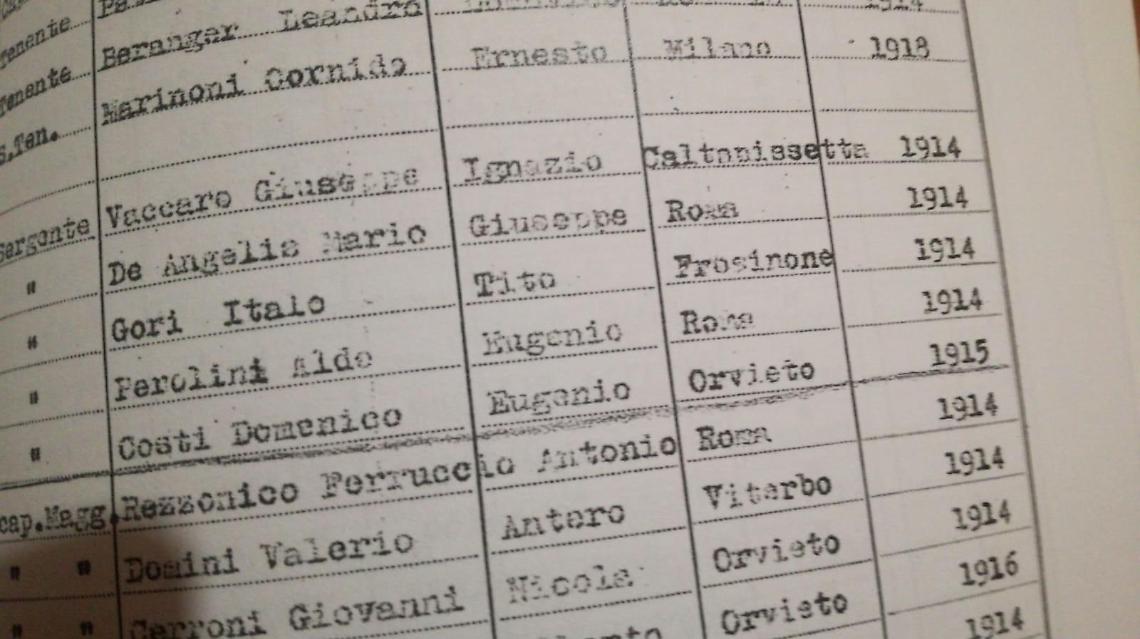 Tenente
Tenente Beranger Leandro 1914
S.Ten. Marinoni Cornido Ernesto Milano 1918
Sergente Vaccaro Giuseppe Ignazio Caltanissetta 1914
" De Angelis Mario Giuseppe Roma 1914
" Gori Italo Tito Frosinone 1914
" Perolini Aldo Eugenio Roma 1914
" Costi Domenico Eugenio Orvieto 1915
cap.Magg. Rezzonico Ferruccio Antonio Roma 1914
" " Domini Valerio Antero Viterbo 1914
" " Cerroni Giovanni Nicola Orvieto 1914
Orvieto 1916
1914